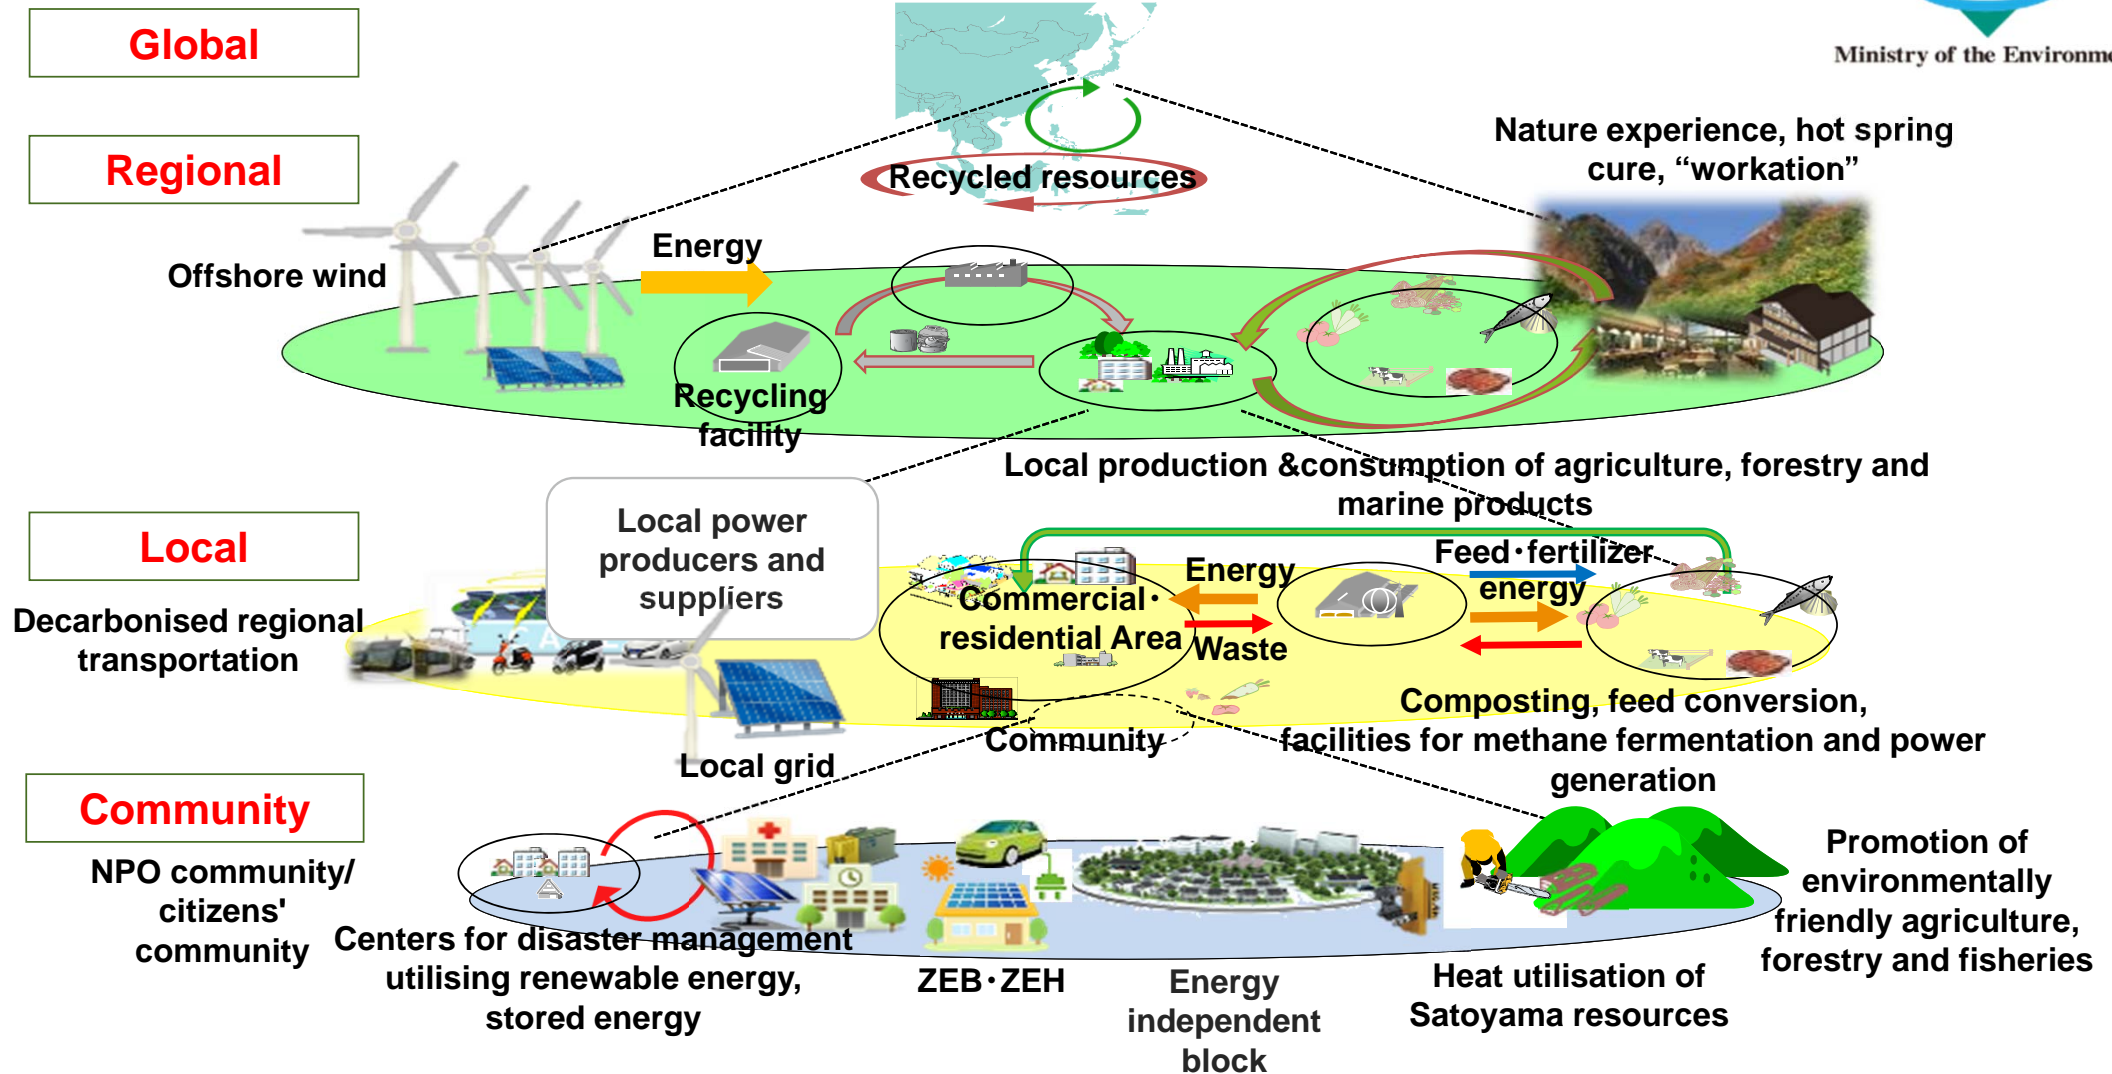 Global
Ministry of the Environme
Regional
Nature experience, hot spring
cure, “workation”
Recycled resources
Energy
Offshore wind
Recycling
facility
Local production &consumption of agriculture, forestry and
marine products
Local
Local power
producers and
suppliers
Feed・fertilizer
energy
Energy
Commercial・
residential Area
Waste
Decarbonised regional
transportation
Composting, feed conversion,
facilities for methane fermentation and power
generation
Community
Local grid
Community
NPO community/
citizens'
community
Centers for disaster management
utilising renewable energy,
stored energy
ZEB・ZEH
Energy
independent
block
Heat utilisation of
Satoyama resources
Promotion of
environmentally
friendly agriculture,
forestry and fisheries